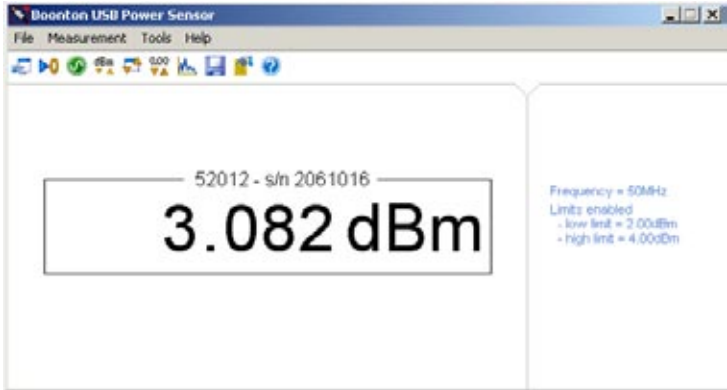 Boonton USB Power Sensor
File Measurement Tools Help
52012 - s/n 2061016
3.082 dBm
Frequency = 50MHz
Limits enabled
- low limit = 2.00dBm
- high limit = 4.00dBm